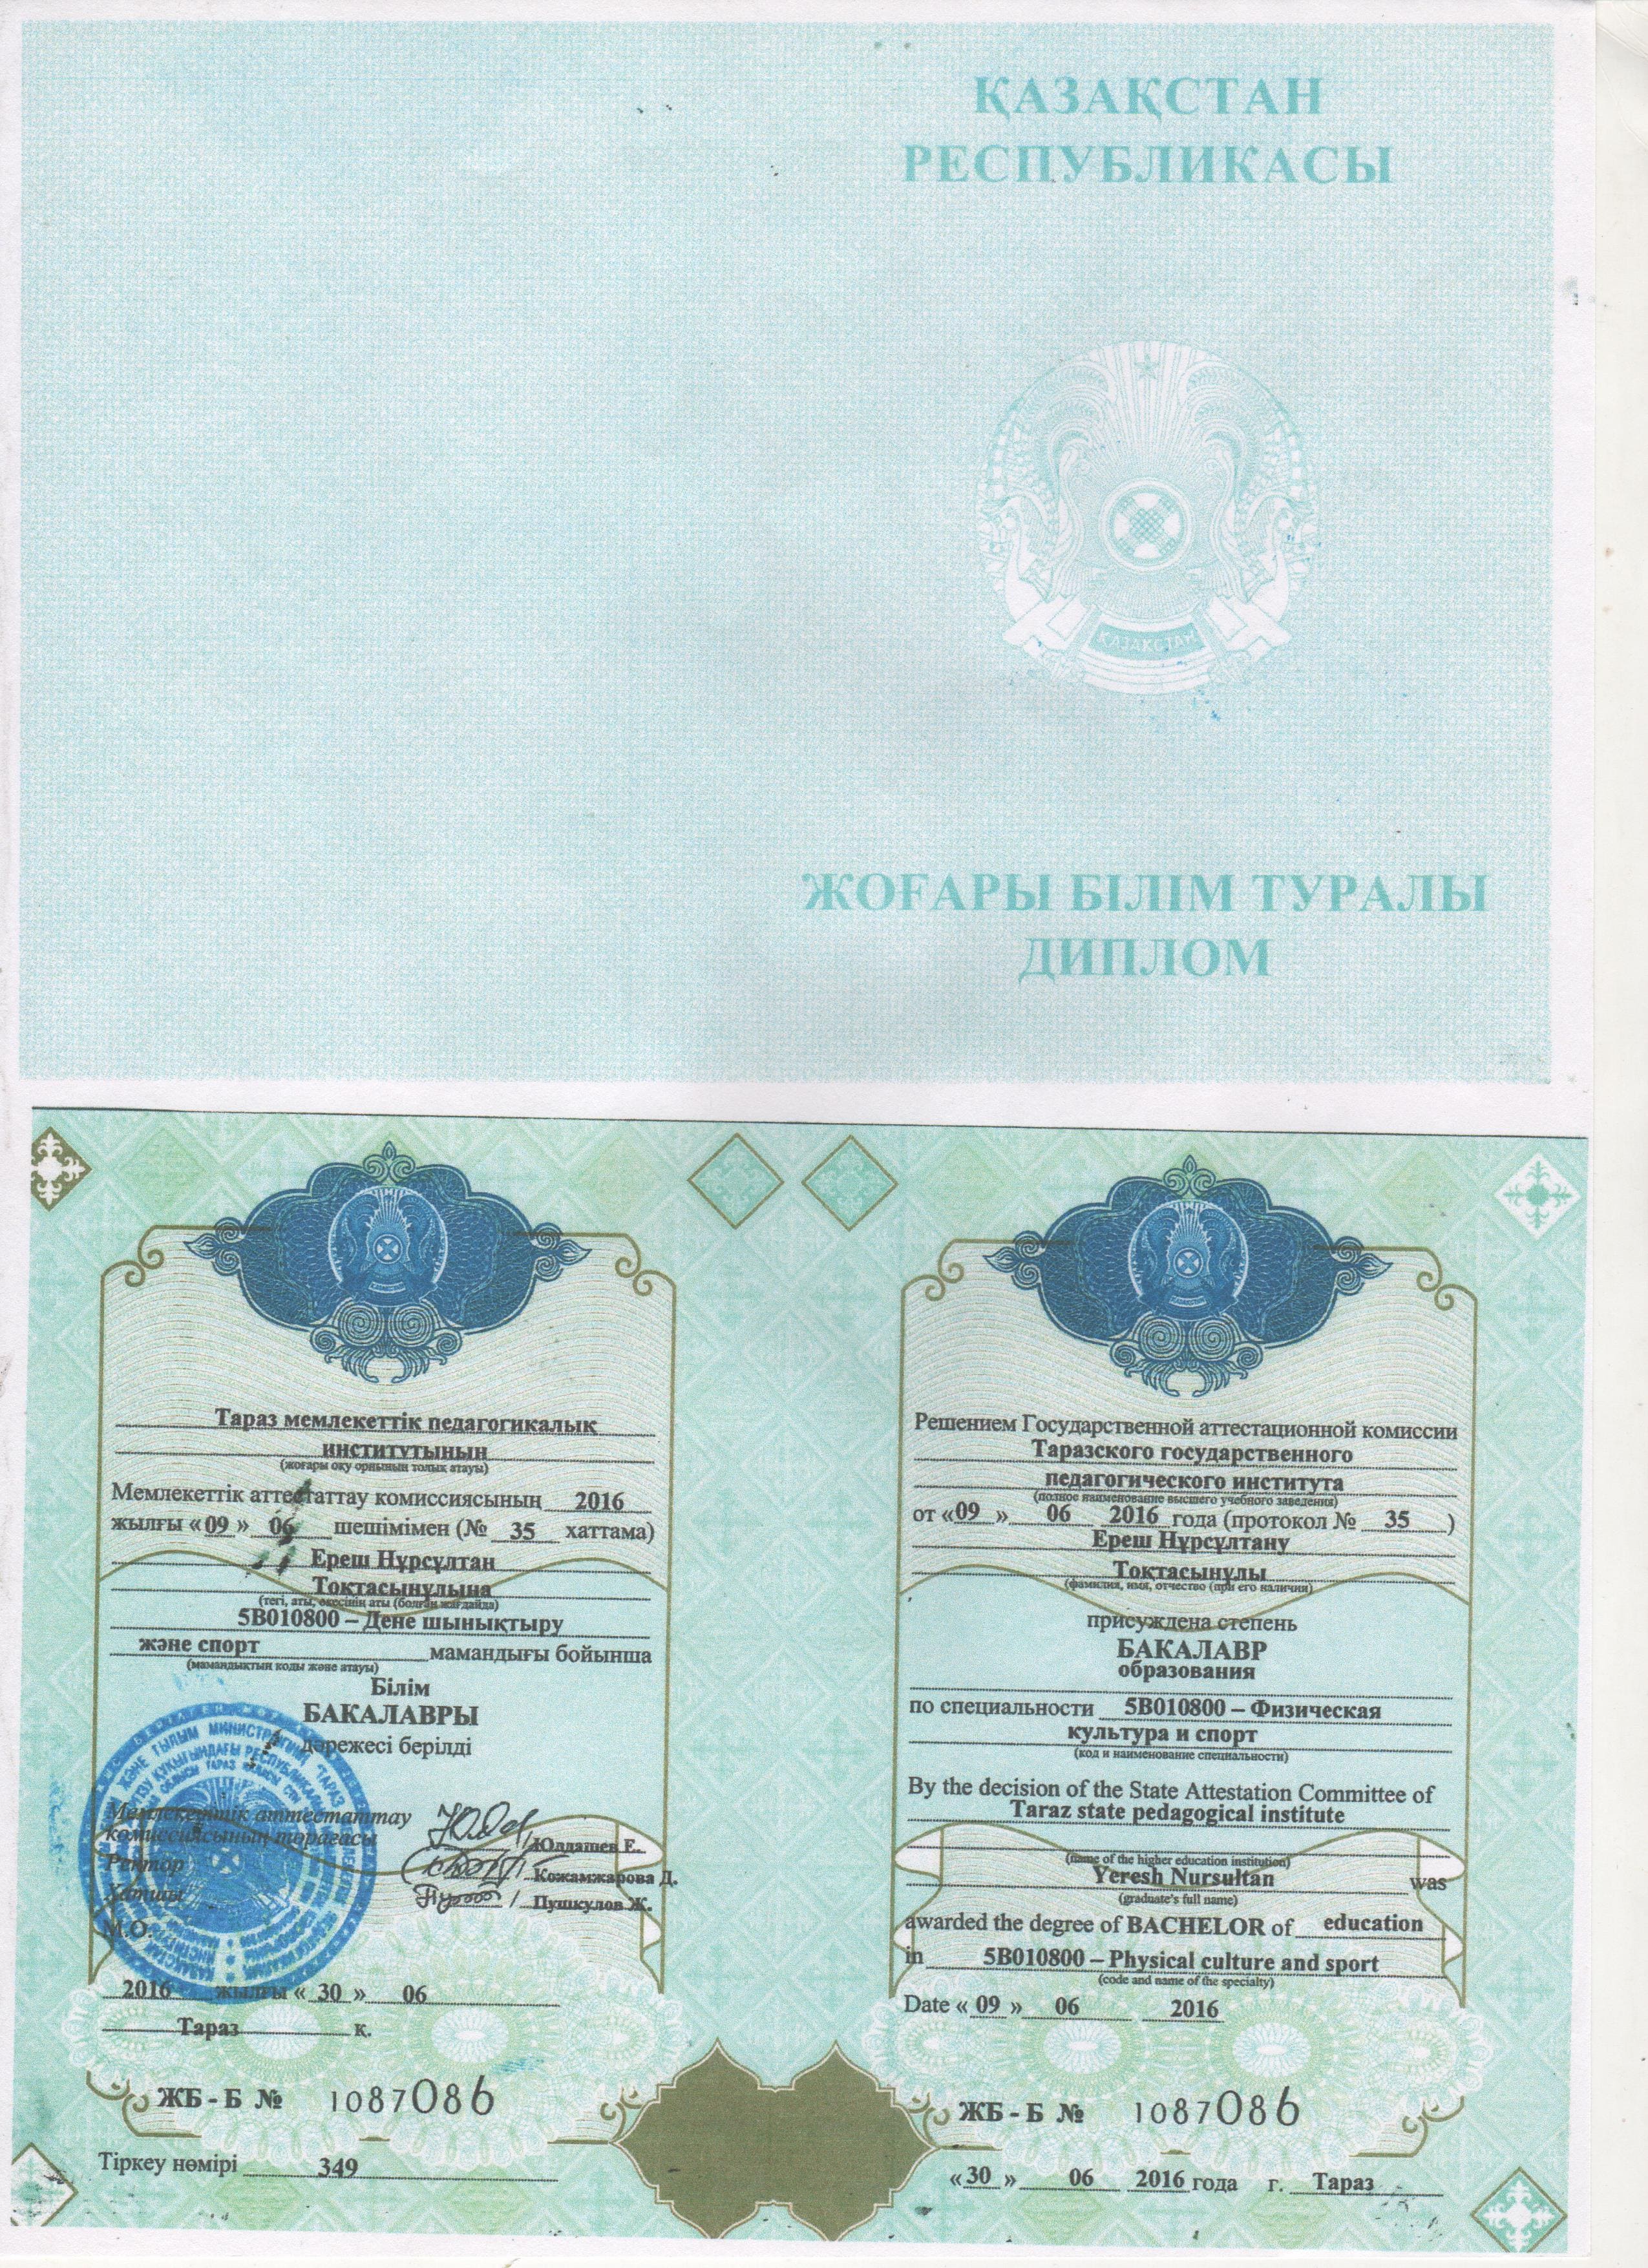 ҚАЗАҚСТАН
РЕСПУБЛИКАСЫ
ҚАЗАҚСТАН
ЖОҒАРЫ БІЛІМ ТУРАЛЫ
ДИПЛОМ
Тараз мемлекеттік педагогикалық
институтының
(жоғары оқу орнының толық атауы)
Мемлекеттік аттестаттау комиссиясының 2016
жылғы «09» 06 шешімімен (№ 35 хаттама)
Ереш Нұрсұлтан
Тоқтасынұлына
(тегі, аты, әкесінің аты (болған жағдайда)
5В010800 – Дене шынықтыру
және спорт мамандығы бойынша
(мамандықтың коды және атауы)
Білім
БАКАЛАВРЫ
дәрежесі берілді
Мемлекеттік аттестаттау
комиссиясының төрағасы Юлдашев Е.
Ректор Кожамжарова Д.
Хатшы Пушкулов Ж.
М.О.
2016 жылғы « 30 » 06
Тараз қ.
ЖБ - Б № 1087086
Тіркеу нөмірі 349
Решением Государственной аттестационной комиссии
Таразского государственного
педагогического института
(полное наименование высшего учебного заведения)
от «09 » 06 2016 года (протокол № 35 )
Ереш Нұрсұлтану
Тоқтасынұлы
(фамилия, имя, отчество (при его наличии)
присуждена степень
БАКАЛАВР
образования
по специальности 5В010800 – Физическая
культура и спорт
(код и наименование специальности)
By the decision of the State Attestation Committee of
Taraz state pedagogical institute
(name of the higher education institution)
Yeresh Nursultan was
(graduate's full name)
awarded the degree of BACHELOR of education
in 5B010800 – Physical culture and sport
(code and name of the specialty)
Date « 09 » 06 2016
ЖБ - Б № 1087086
«30 » 06 2016 года г. Тараз